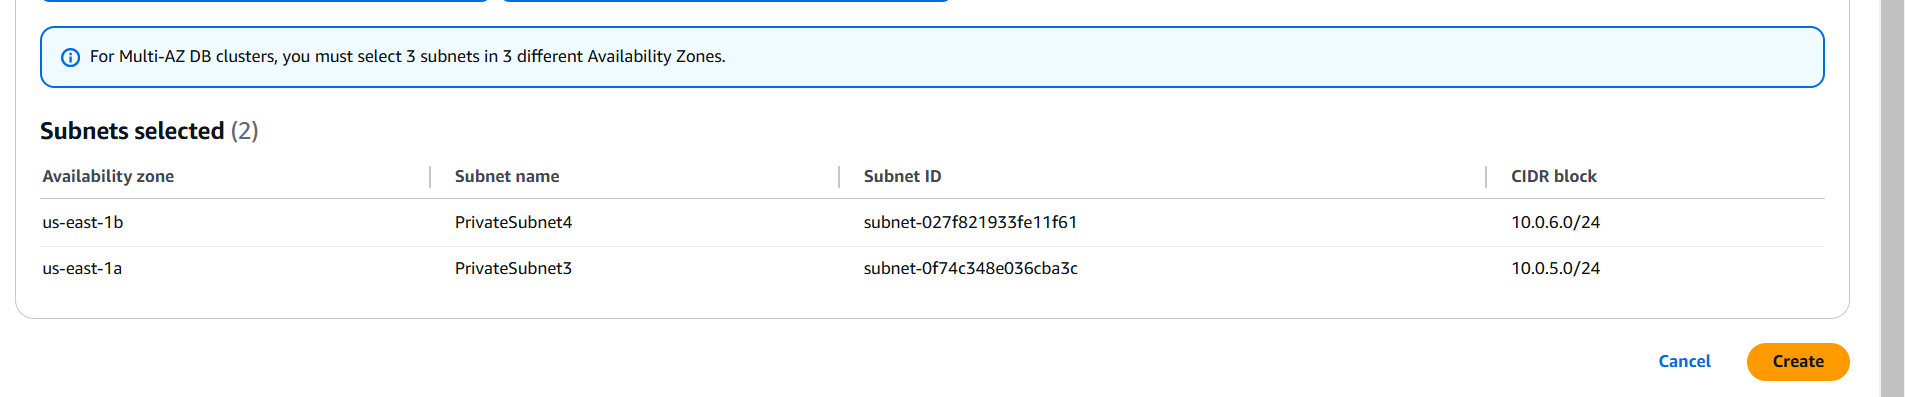 For Multi-AZ DB clusters, you must select 3 subnets in 3 different Availability Zones.
Subnets selected (2)
Availability zone Subnet name Subnet ID CIDR block
us-east-1b PrivateSubnet4 subnet-027f821933fe11f61 10.0.6.0/24
us-east-1a PrivateSubnet3 subnet-0f74c348e036cba3c 10.0.5.0/24
Cancel Create